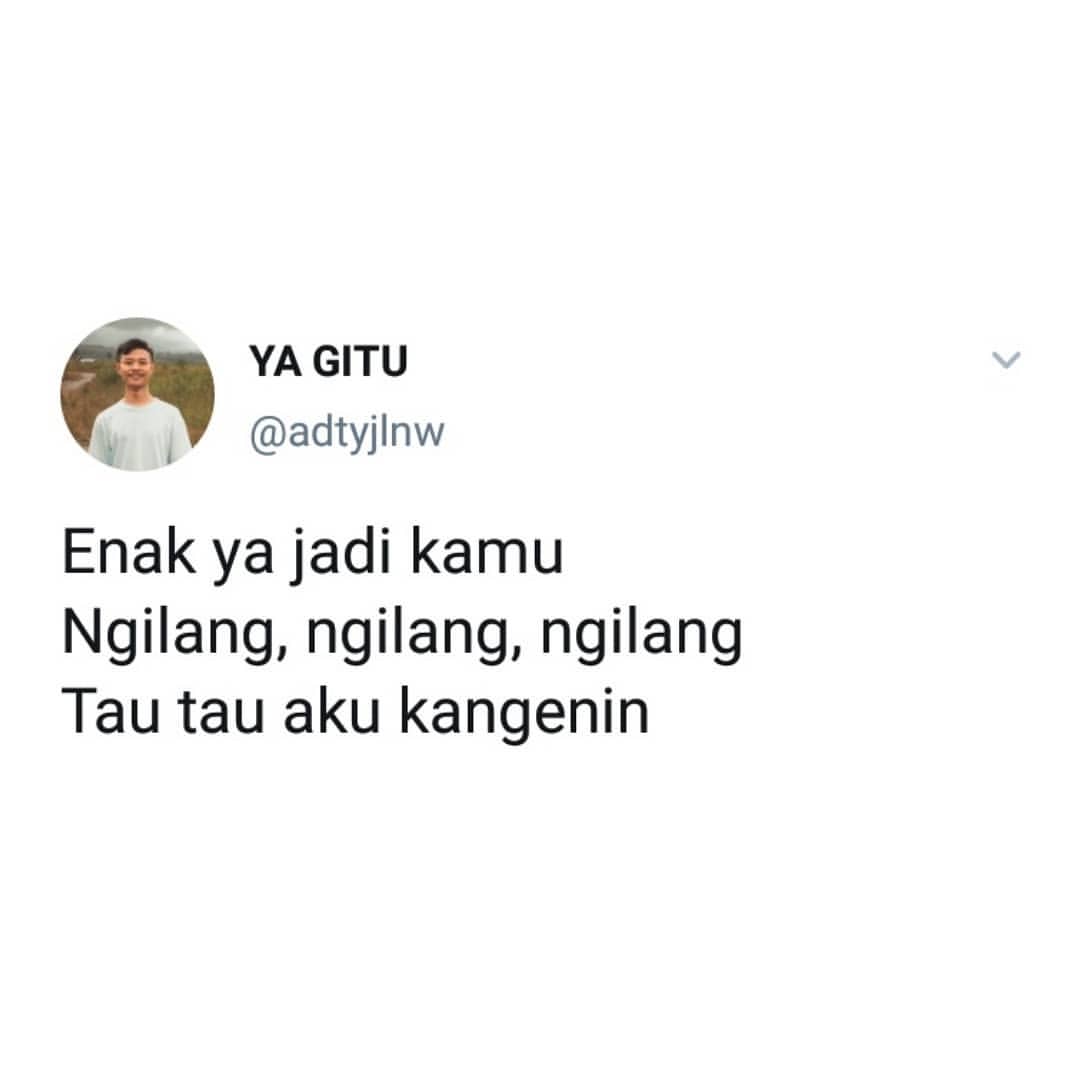 YA GITU
@adtyjlnw
Enak ya jadi kamu
Ngilang, ngilang, ngilang
Tau tau aku kangenin